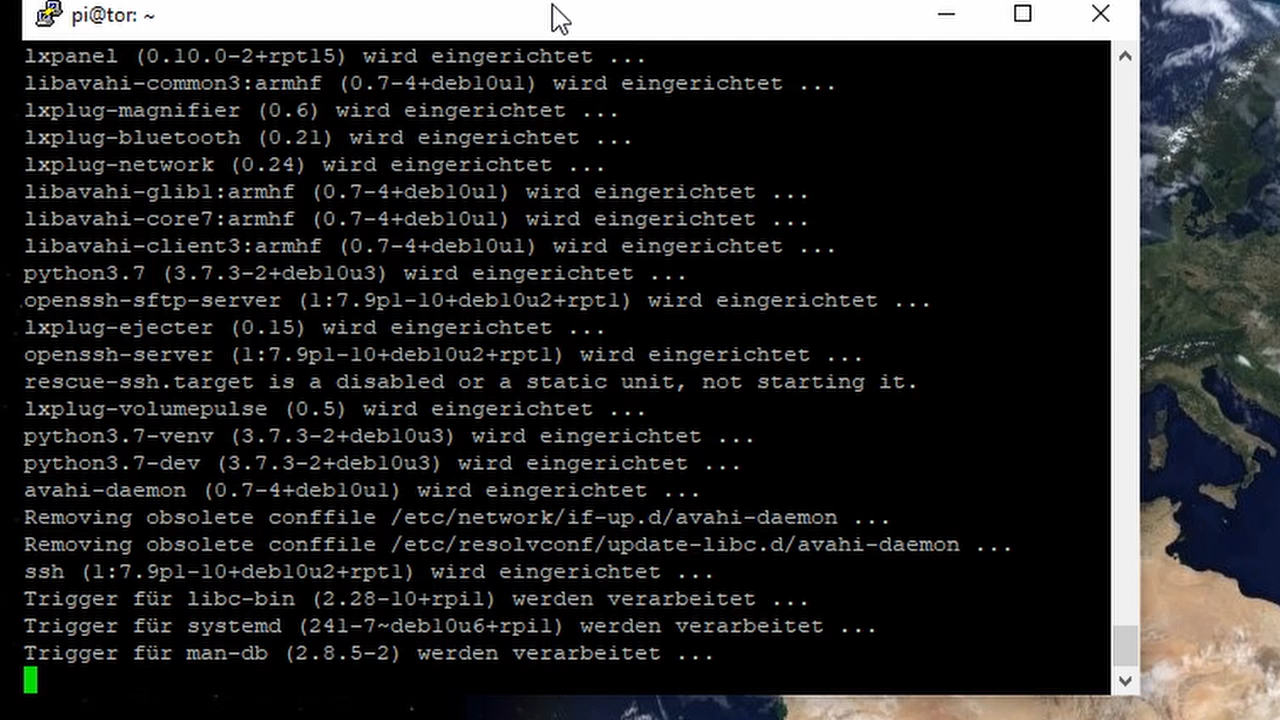 pi@tor: ~
lxpanel (0.10.0-2+rpt15) wird eingerichtet ...
libavahi-common3:armhf (0.7-4+deb10u1) wird eingerichtet ...
lxplug-magnifier (0.6) wird eingerichtet ...
lxplug-bluetooth (0.21) wird eingerichtet ...
lxplug-network (0.24) wird eingerichtet ...
libavahi-glib1:armhf (0.7-4+deb10u1) wird eingerichtet ...
libavahi-core7:armhf (0.7-4+deb10u1) wird eingerichtet ...
libavahi-client3:armhf (0.7-4+deb10u1) wird eingerichtet ...
python3.7 (3.7.3-2+deb10u3) wird eingerichtet ...
openssh-sftp-server (1:7.9p1-10+deb10u2+rpt1) wird eingerichtet ...
lxplug-ejecter (0.15) wird eingerichtet ...
openssh-server (1:7.9p1-10+deb10u2+rpt1) wird eingerichtet ...
rescue-ssh.target is a disabled or a static unit, not starting it.
lxplug-volumepulse (0.5) wird eingerichtet ...
python3.7-venv (3.7.3-2+deb10u3) wird eingerichtet ...
python3.7-dev (3.7.3-2+deb10u3) wird eingerichtet ...
avahi-daemon (0.7-4+deb10u1) wird eingerichtet ...
Removing obsolete conffile /etc/network/if-up.d/avahi-daemon ...
Removing obsolete conffile /etc/resolvconf/update-libc.d/avahi-daemon ...
ssh (1:7.9p1-10+deb10u2+rpt1) wird eingerichtet ...
Trigger für libc-bin (2.28-10+rpi1) werden verarbeitet ...
Trigger für systemd (241-7~deb10u6+rpi1) werden verarbeitet ...
Trigger für man-db (2.8.5-2) werden verarbeitet ...